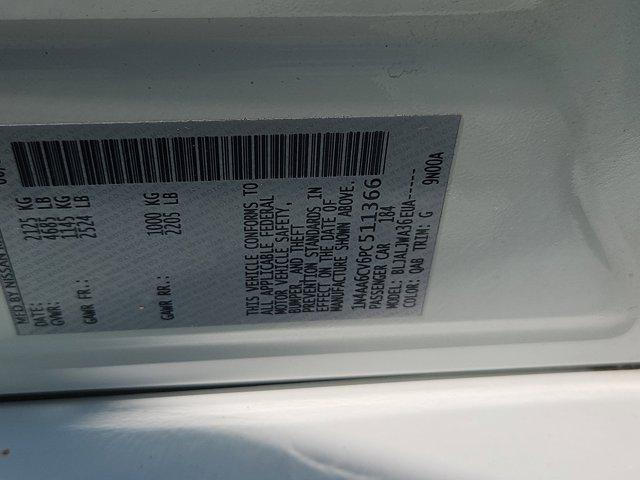 MFD BY NISSAN
DATE:
GVWR: 2125 KG
4685 LB
GAWR FR.: 1145 KG
2524 LB
GAWR RR.: 1000 KG
2205 LB
THIS VEHICLE CONFORMS TO
ALL APPLICABLE FEDERAL
MOTOR VEHICLE SAFETY,
BUMPER, AND THEFT
PREVENTION STANDARDS IN
EFFECT ON THE DATE OF
MANUFACTURE SHOWN ABOVE.
1N4AA6CV6PC511366
PASSENGER CAR 184
MODEL: BLJALJWA36EUA-----
COLOR: QAB TRIM: G 9N00A